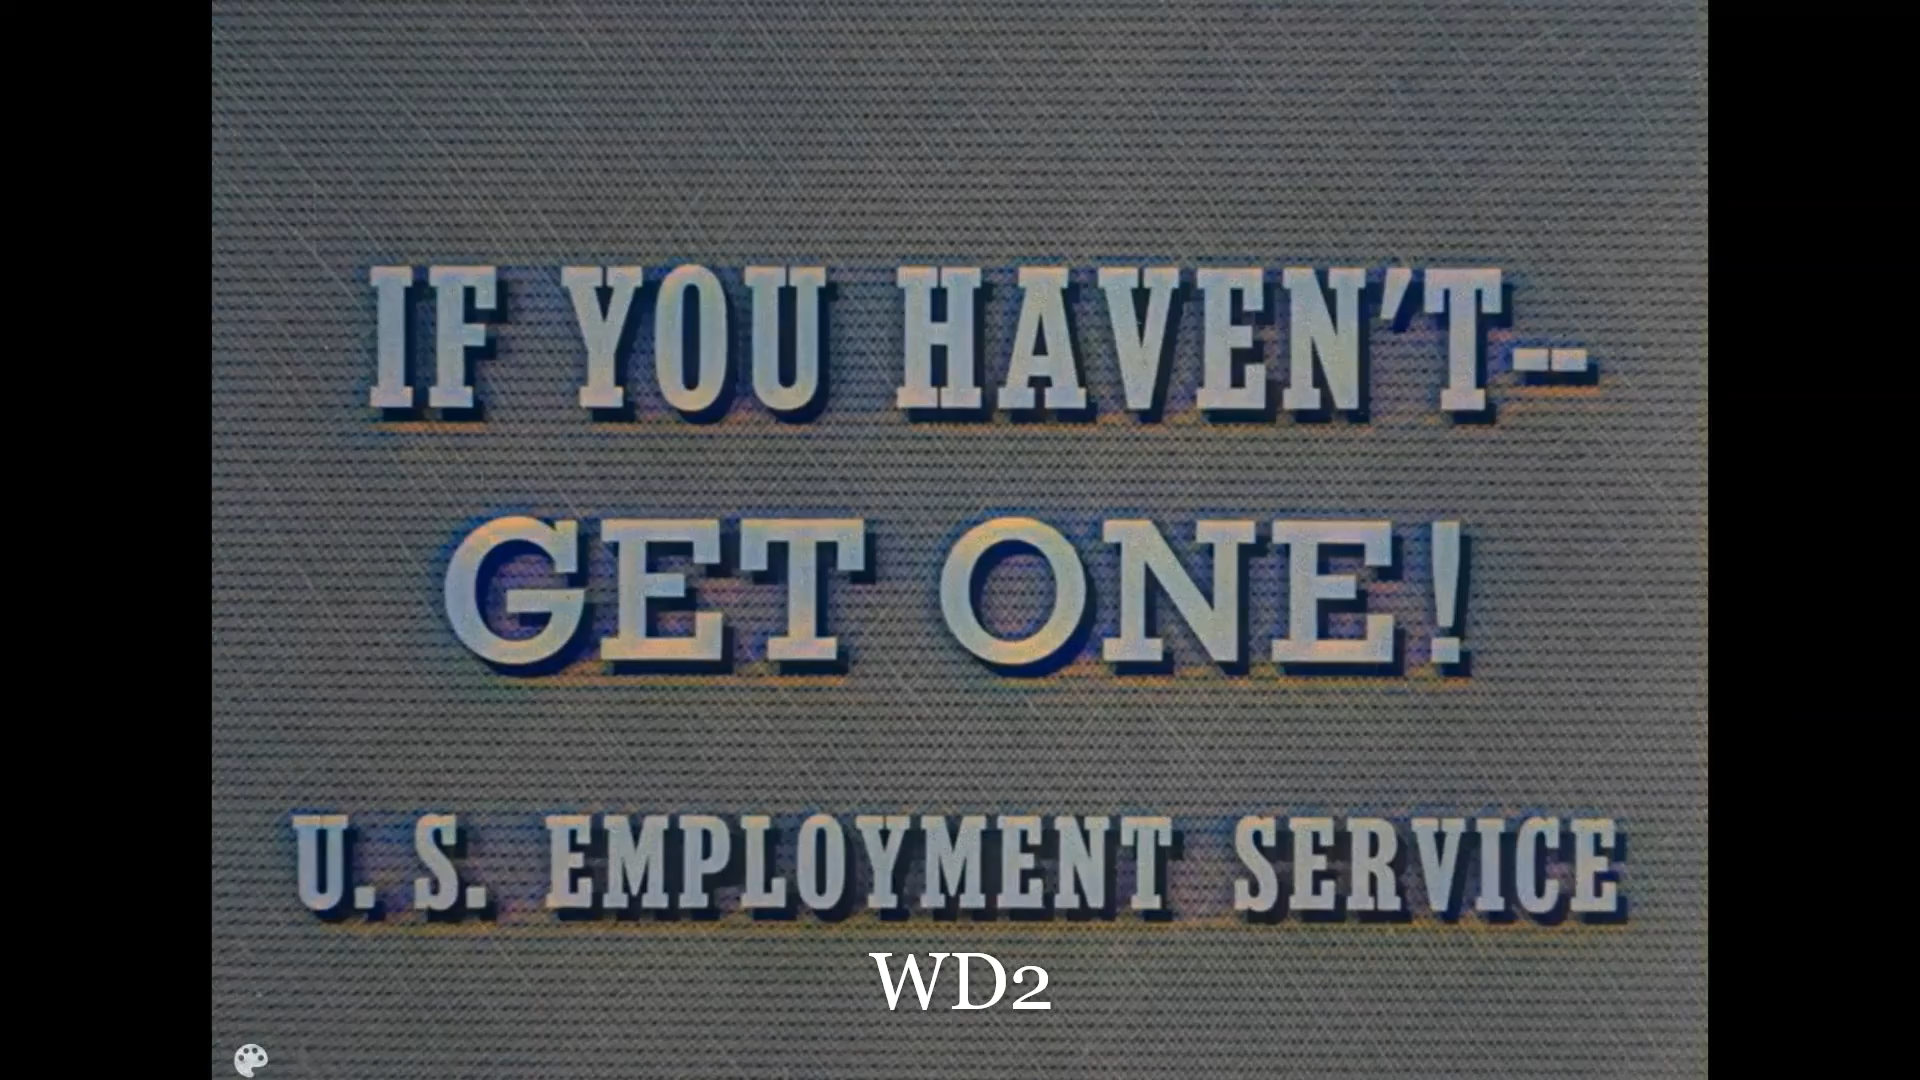 IF YOU HAVEN'T--
GET ONE!
U. S. EMPLOYMENT SERVICE
WD2